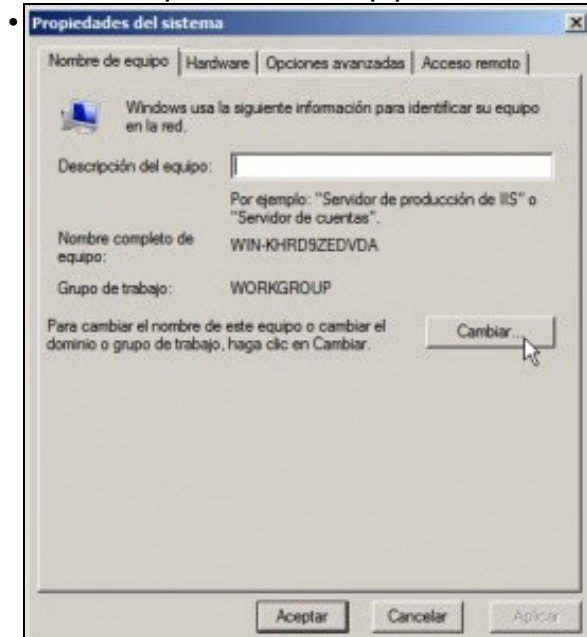 Propiedades del sistema
Nombre de equipo Hardware Opciones avanzadas Acceso remoto
Windows usa la siguiente información para identificar su equipo
en la red.
Descripción del equipo:
Por ejemplo: "Servidor de producción de IIS" o
"Servidor de cuentas".
Nombre completo de
equipo:
WIN-KHRD9ZEDVDA
Grupo de trabajo: WORKGROUP
Para cambiar el nombre de este equipo o cambiar el
dominio o grupo de trabajo, haga clic en Cambiar.
Cambiar...
Aceptar Cancelar Aplicar